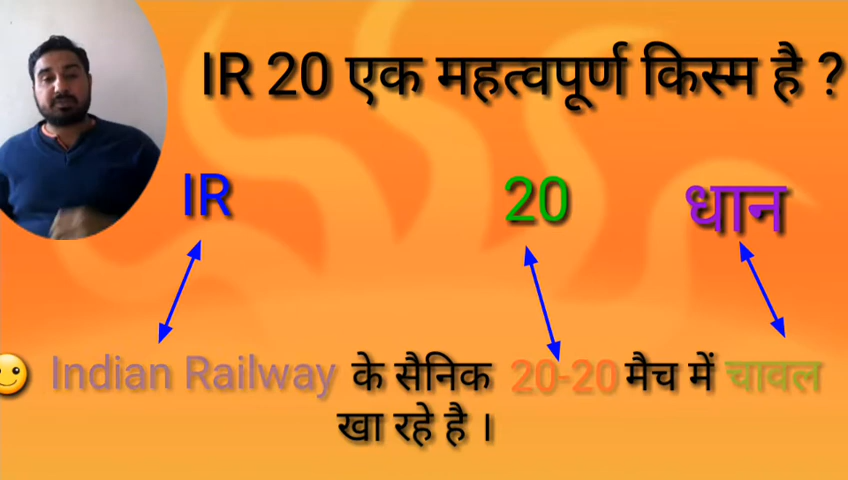 IR 20 एक महत्वपूर्ण किस्म है ?
IR 20 धान
Indian Railway के सैनिक 20-20 मैच में चावल
खा रहे है ।